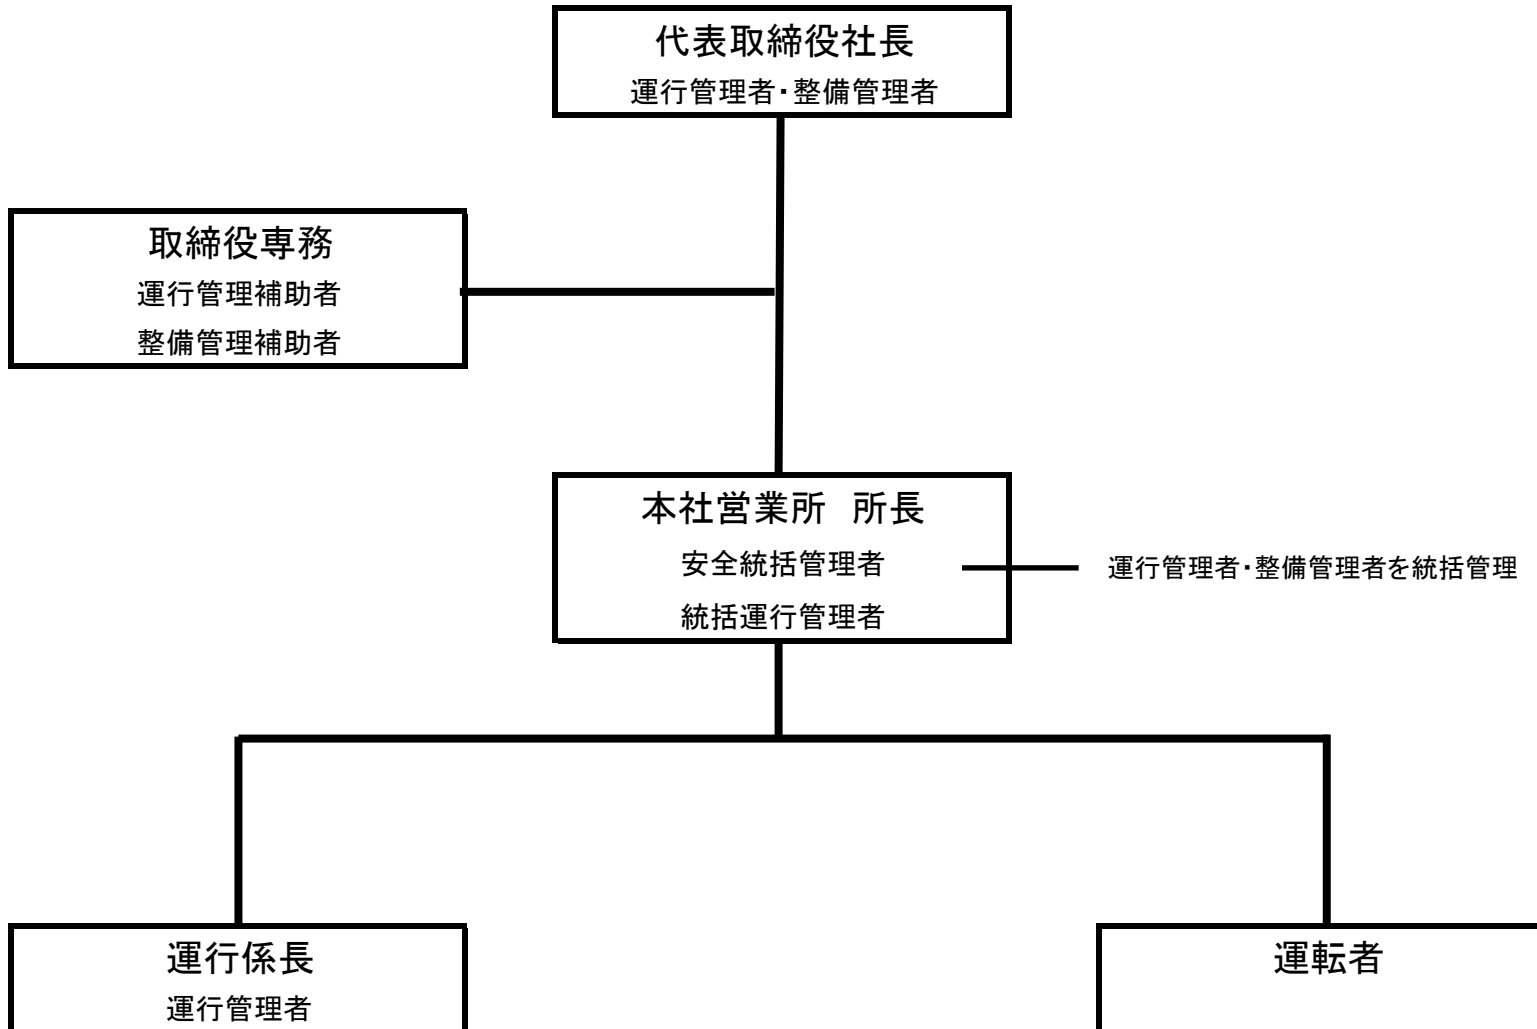 代表取締役社長
運行管理者・整備管理者
取締役専務
運行管理補助者
整備管理補助者
本社営業所　所長
安全統括管理者
統括運行管理者
運行管理者・整備管理者を統括管理
運行係長
運行管理者
運転者